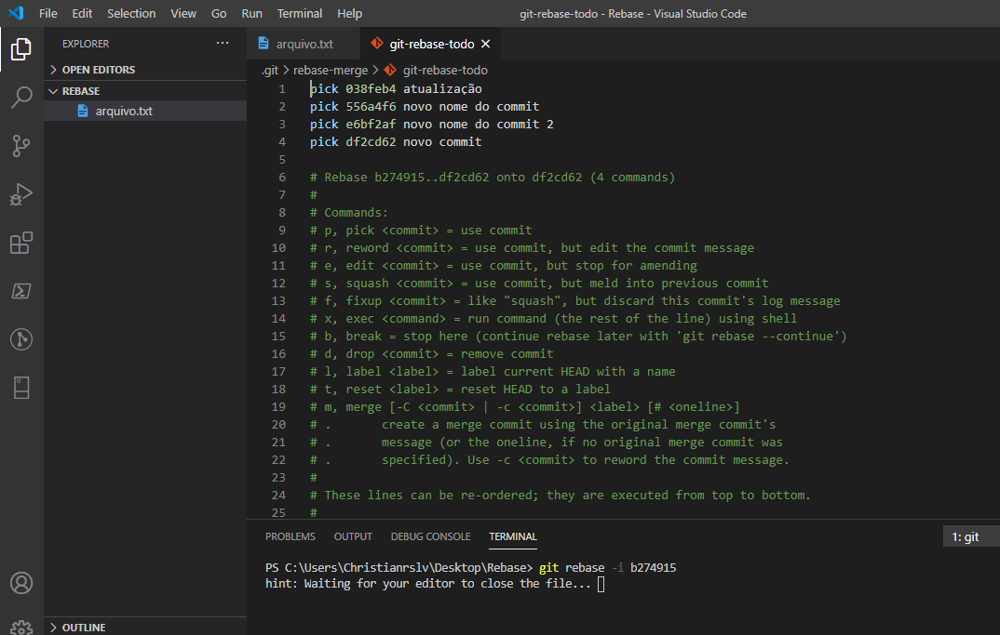 File Edit Selection View Go Run Terminal Help git-rebase-todo - Rebase - Visual Studio Code
EXPLORER ...
OPEN EDITORS
REBASE
arquivo.txt
arquivo.txt git-rebase-todo
.git > rebase-merge > git-rebase-todo
1 pick 038feb4 atualização
2 pick 556a4f6 novo nome do commit
3 pick e6bf2af novo nome do commit 2
4 pick df2cd62 novo commit
5
6 # Rebase b274915..df2cd62 onto df2cd62 (4 commands)
7 #
8 # Commands:
9 # p, pick <commit> = use commit
10 # r, reword <commit> = use commit, but edit the commit message
11 # e, edit <commit> = use commit, but stop for amending
12 # s, squash <commit> = use commit, but meld into previous commit
13 # f, fixup <commit> = like "squash", but discard this commit's log message
14 # x, exec <command> = run command (the rest of the line) using shell
15 # b, break = stop here (continue rebase later with 'git rebase --continue')
16 # d, drop <commit> = remove commit
17 # l, label <label> = label current HEAD with a name
18 # t, reset <label> = reset HEAD to a label
19 # m, merge [-C <commit> | -c <commit>] <label> [# <oneline>]
20 # . create a merge commit using the original merge commit's
21 # . message (or the oneline, if no original merge commit was
22 # . specified). Use -c <commit> to reword the commit message.
23 #
24 # These lines can be re-ordered; they are executed from top to bottom.
25 #
PROBLEMS OUTPUT DEBUG CONSOLE TERMINAL 1: git
PS C:\Users\Christianrslv\Desktop\Rebase> git rebase -i b274915
hint: Waiting for your editor to close the file...
OUTLINE